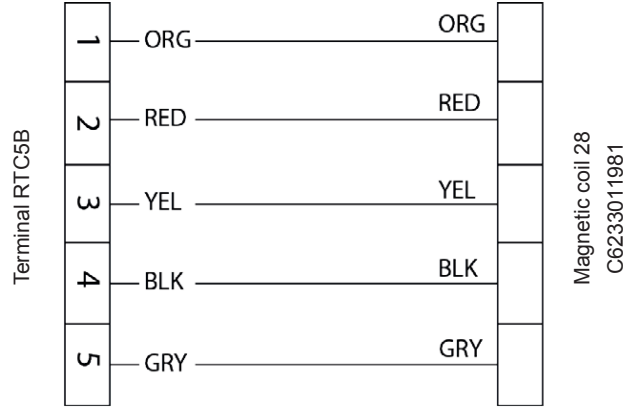 Terminal RTC5B
1 ORG ORG
2 RED RED
3 YEL YEL
4 BLK BLK
5 GRY GRY
Magnetic coil 28
C6233011981